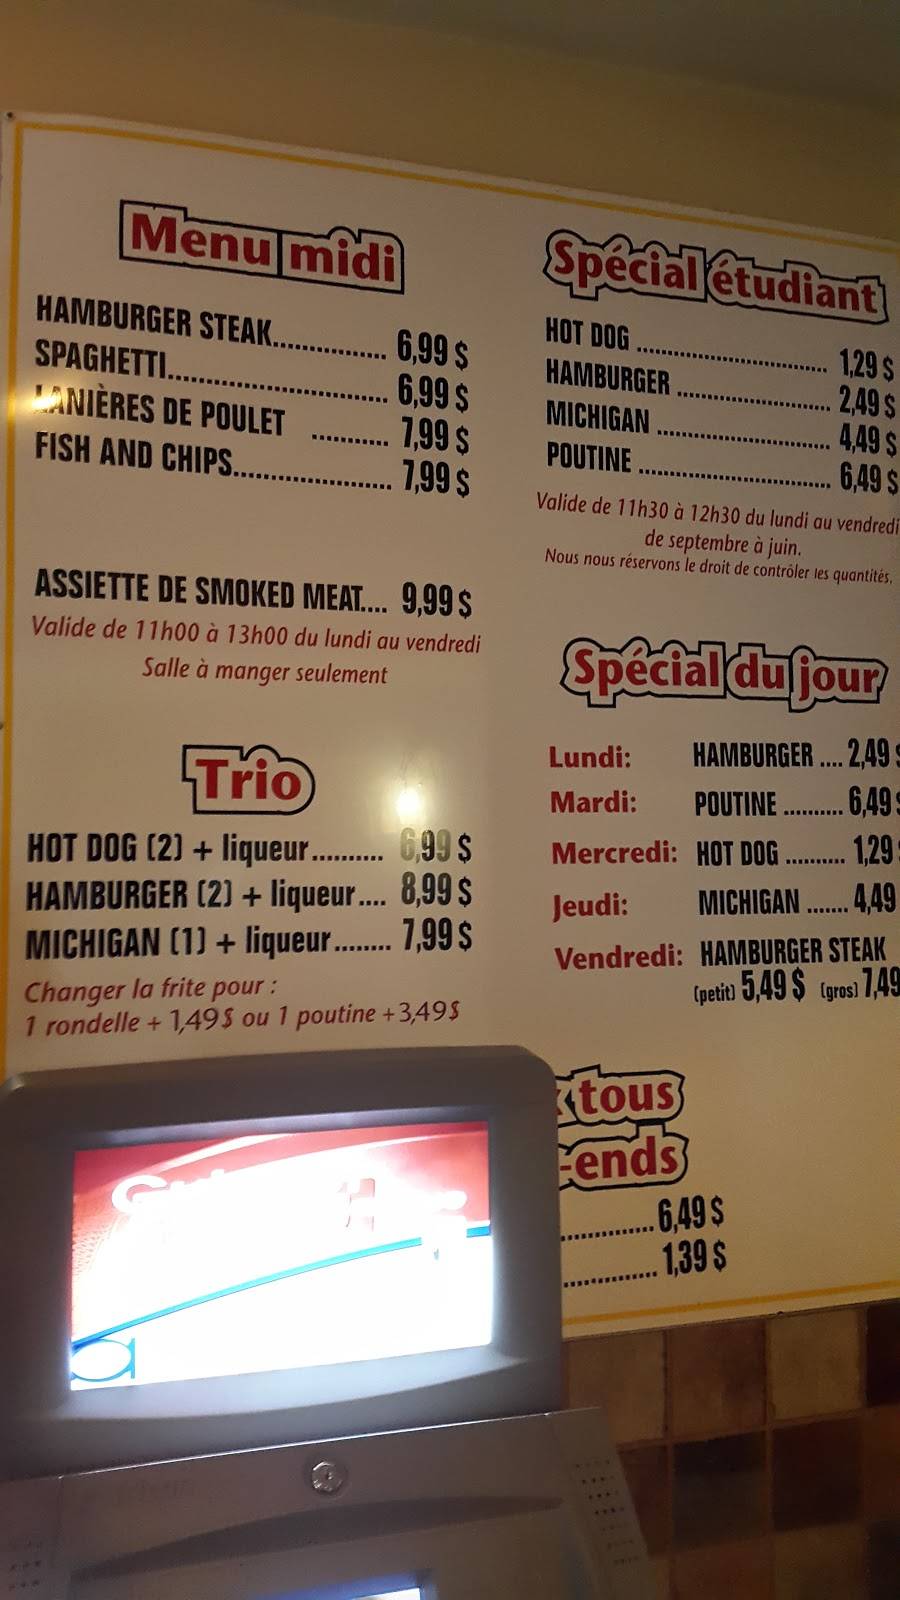 Menu midi
HAMBURGER STEAK................ 6,99 $
SPAGHETTI................................ 6,99 $
LANIÈRES DE POULET ........... 7,99 $
FISH AND CHIPS....................... 7,99 $
ASSIETTE DE SMOKED MEAT.... 9,99 $
Valide de 11h00 à 13h00 du lundi au vendredi
Salle à manger seulement
Trio
HOT DOG (2) + liqueur.......... 6,99 $
HAMBURGER (2) + liqueur.... 8,99 $
MICHIGAN (1) + liqueur........ 7,99 $
Changer la frite pour :
1 rondelle + 1,49$ ou 1 poutine +3,49$
Spécial étudiant
HOT DOG ............................. 1,29 $
HAMBURGER ....................... 2,49 $
MICHIGAN .......................... 4,49 $
POUTINE ............................. 6,49 $
Valide de 11h30 à 12h30 du lundi au vendredi
de septembre à juin.
Nous nous réservons le droit de contrôler les quantités.
Spécial du jour
Lundi: HAMBURGER .... 2,49 $
Mardi: POUTINE .......... 6,49 $
Mercredi: HOT DOG .......... 1,29 $
Jeudi: MICHIGAN ....... 4,49
Vendredi: HAMBURGER STEAK
(petit) 5,49 $ (gros) 7,49
tous
-ends
.............. 6,49 $
.............. 1,39 $